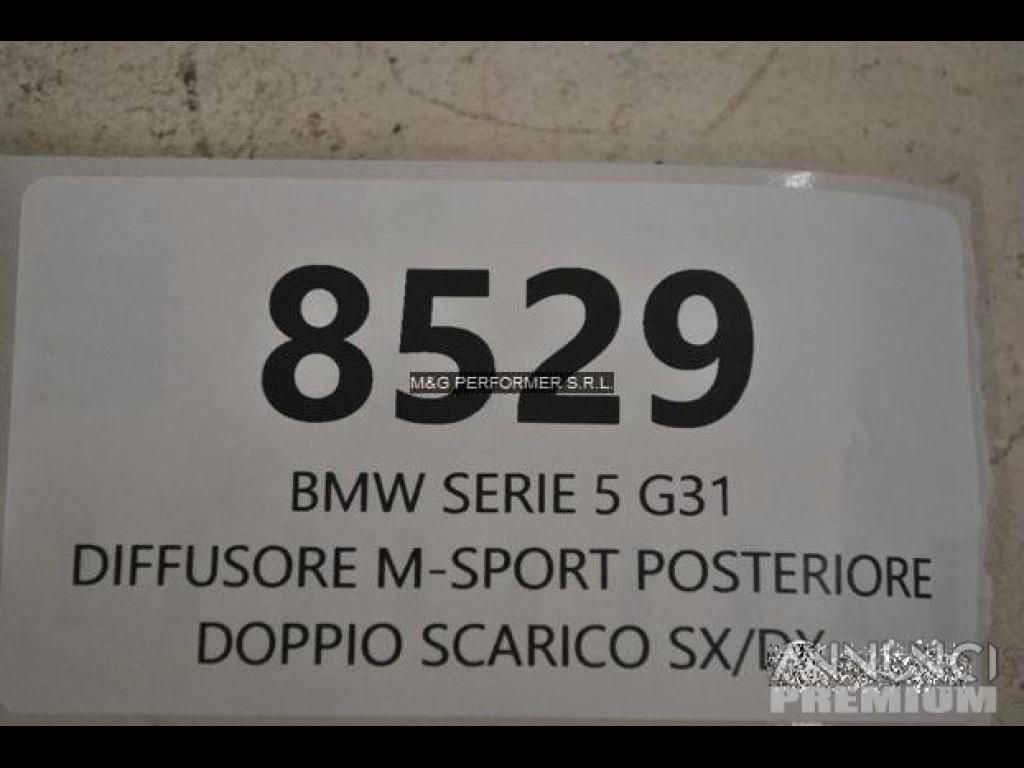 8529
M&G PERFORMER S.R.L.
BMW SERIE 5 G31
DIFFUSORE M-SPORT POSTERIORE
DOPPIO SCARICO SX/DX
ANNUNCI
PREMIUM